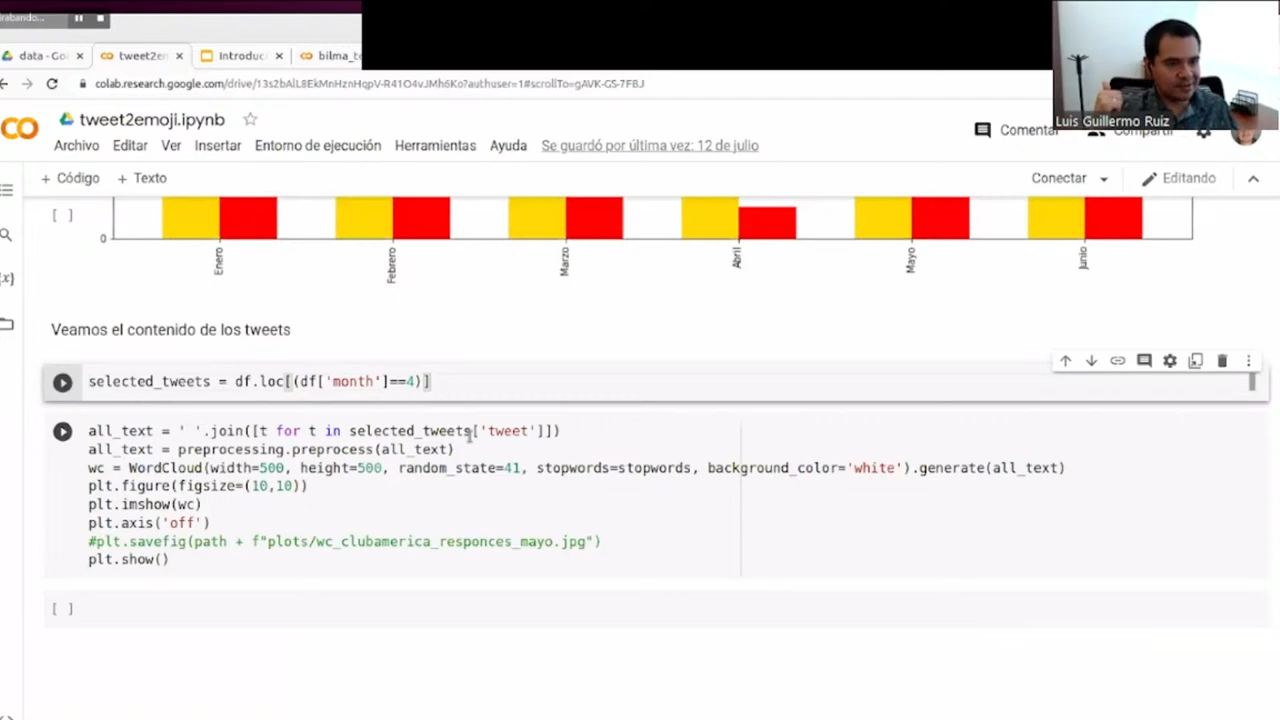 rabando...
data - Goo
tweet2em
Introduc
bilma_te
colab.research.google.com/drive/13s2bAlL8EkMnHznHqpV-R41O4vJMh6Ko?authuser=1#scrollTo=gAVK-GS-7FBJ
Luis Guillermo Ruíz
CO
tweet2emoji.ipynb
Comentar
Compartir
Archivo Editar Ver Insertar Entorno de ejecución Herramientas Ayuda Se guardó por última vez: 12 de julio
+ Código + Texto
Conectar
Editando
[ ]
0
Enero
Febrero
Marzo
Abril
Mayo
Junio
{x}
Veamos el contenido de los tweets
selected_tweets = df.loc[(df['month']==4)]
all_text = ' '.join([t for t in selected_tweets['tweet']])
all_text = preprocessing.preprocess(all_text)
wc = WordCloud(width=500, height=500, random_state=41, stopwords=stopwords, background_color='white').generate(all_text)
plt.figure(figsize=(10,10))
plt.imshow(wc)
plt.axis('off')
#plt.savefig(path + f"plots/wc_clubamerica_responces_mayo.jpg")
plt.show()
[ ]